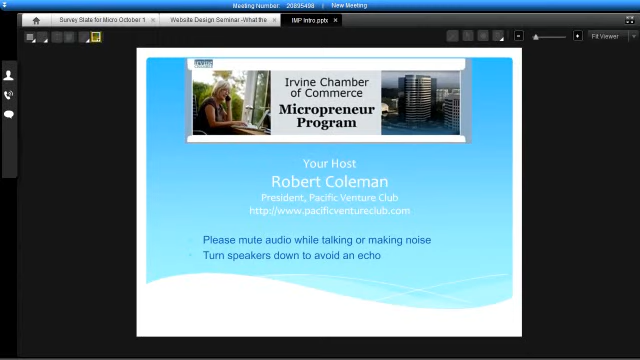 Meeting Number: 20895498 | New Meeting
Survey Slate for Micro October 1 × Website Design Seminar -What the × IMP Intro.pptx ×
Fit Viewer
Irvine
Irvine Chamber
of Commerce
Micropreneur
Program
Your Host
Robert Coleman
President, Pacific Venture Club
http://www.pacificventureclub.com
Please mute audio while talking or making noise
Turn speakers down to avoid an echo